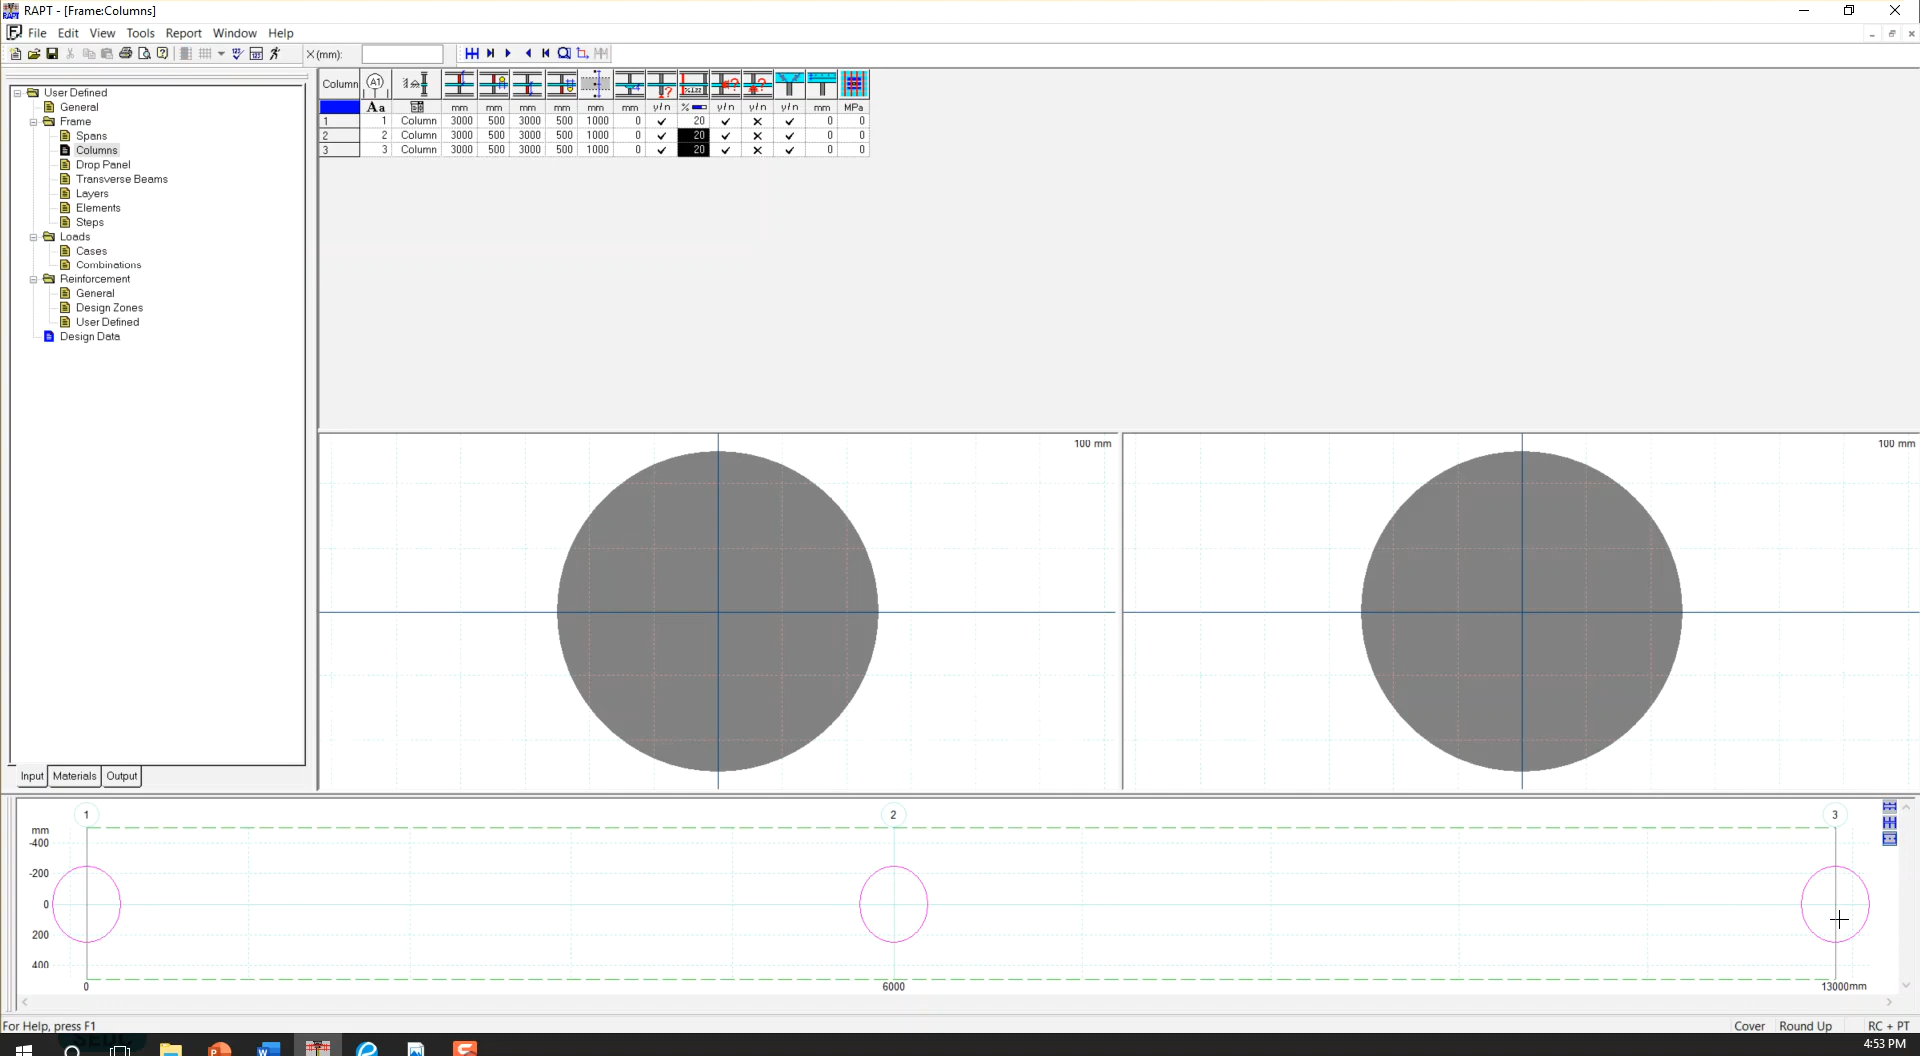 RAPT - [Frame:Columns]
File Edit View Tools Report Window Help
X(mm):
User Defined
General
Frame
Spans
Columns
Drop Panel
Transverse Beams
Layers
Elements
Steps
Loads
Cases
Combinations
Reinforcement
General
Design Zones
User Defined
Design Data
Input Materials Output
Column A1
Aa mm mm mm mm mm mm y/n % y/n y/n y/n mm MPa
1 1 Column 3000 500 3000 500 1000 0 20 0 0
2 2 Column 3000 500 3000 500 1000 0 20 0 0
3 3 Column 3000 500 3000 500 1000 0 20 0 0
100 mm
100 mm
1 2 3
mm
-400
-200
0
200
400
0 6000 13000mm
For Help, press F1
Cover Round Up RC + PT
4:53 PM